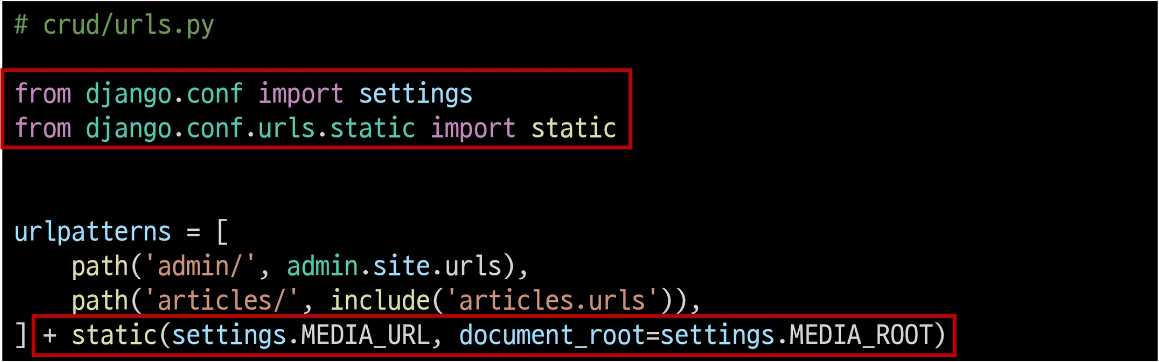 # crud/urls.py
from django.conf import settings
from django.conf.urls.static import static
urlpatterns = [
    path('admin/', admin.site.urls),
    path('articles/', include('articles.urls')),
] + static(settings.MEDIA_URL, document_root=settings.MEDIA_ROOT)